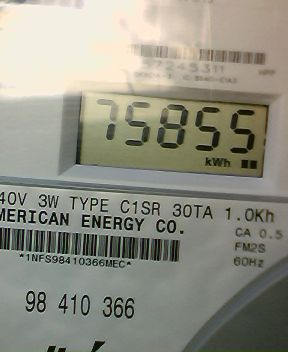 75855
kWh
40V 3W TYPE C1SR 30TA 1.0Kh
MERICAN ENERGY CO.
CA 0.5
FM2S
*1NFS98410366MEC*
60Hz
98 410 366